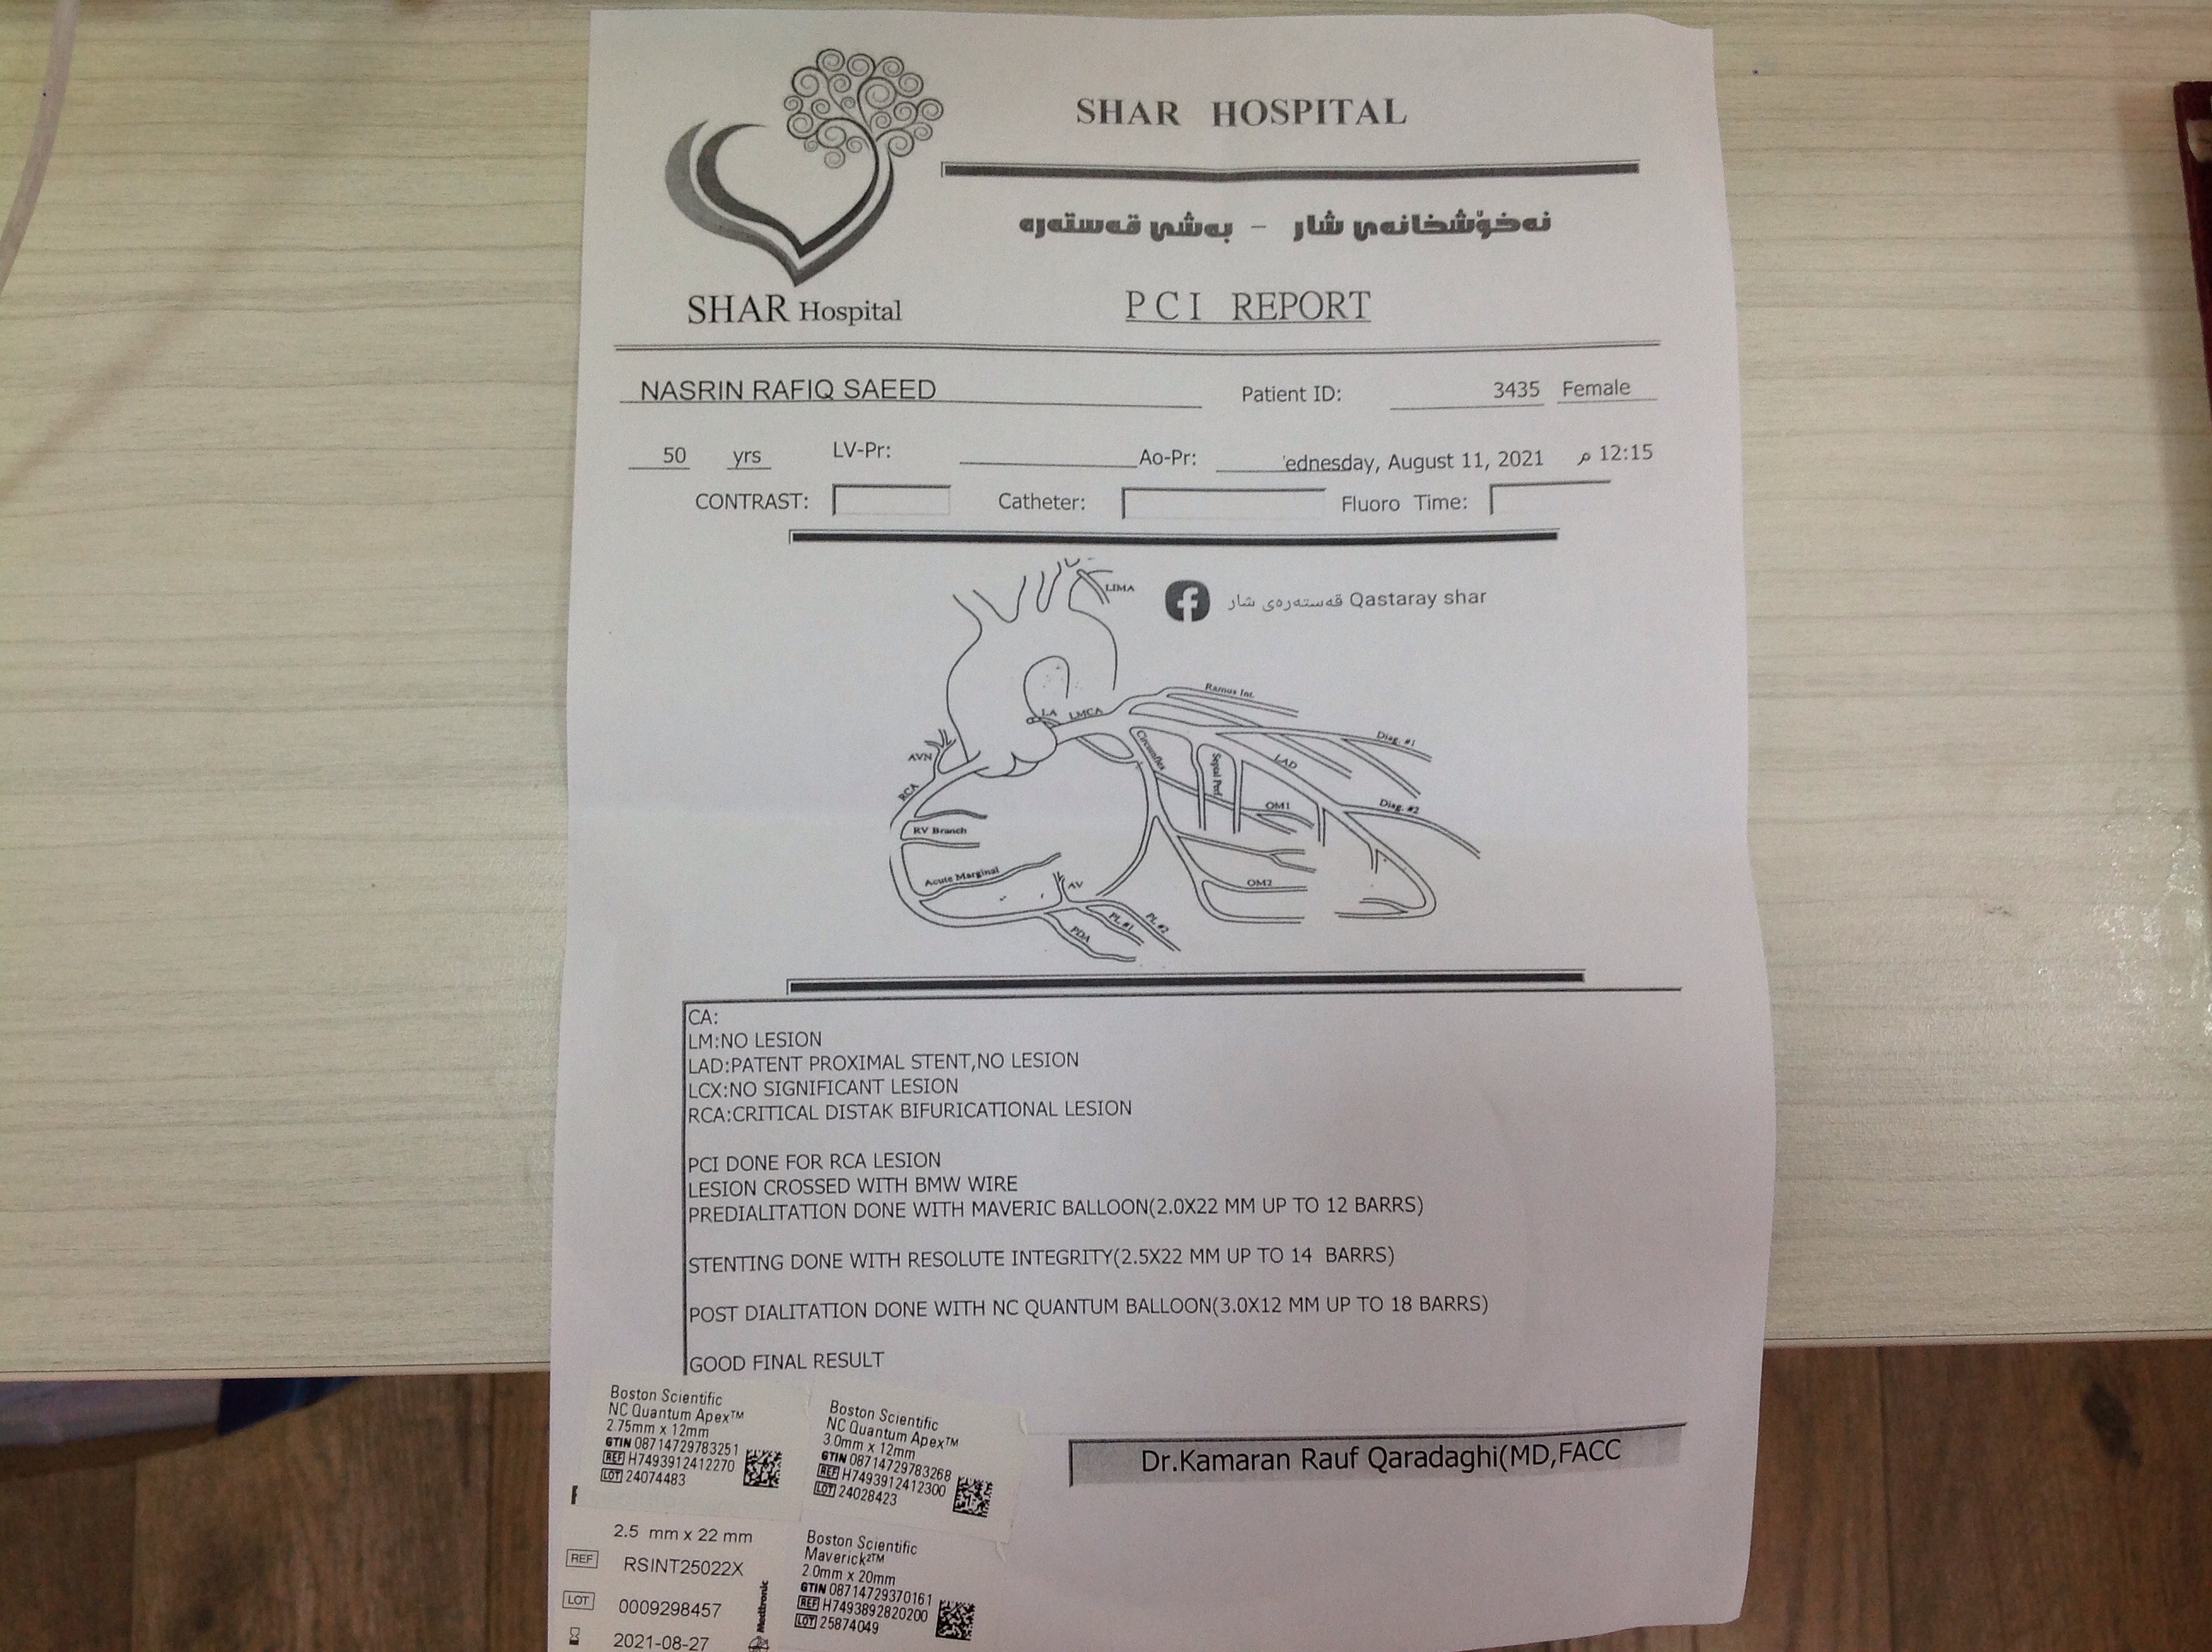 SHAR HOSPITAL
نەخۆشخانەی شار - بەشی قەستەرە
SHAR Hospital
PCI REPORT
NASRIN RAFIQ SAEED Patient ID: 3435 Female
50 yrs LV-Pr: Ao-Pr: ednesday, August 11, 2021 12:15 م
CONTRAST: Catheter: Fluoro Time:
LIMA
قەستەرەی شار Qastaray shar
Ramus Int.
LA LMCA
Diag. #1
AVN
Circumflex
Septal Perf.
LAD
RCA
OM1
Diag. #2
RV Branch
Acute Marginal
AV
OM2
PL #1
PL #2
PDA
CA:
LM:NO LESION
LAD:PATENT PROXIMAL STENT,NO LESION
LCX:NO SIGNIFICANT LESION
RCA:CRITICAL DISTAK BIFURICATIONAL LESION
PCI DONE FOR RCA LESION
LESION CROSSED WITH BMW WIRE
PREDIALITATION DONE WITH MAVERIC BALLOON(2.0X22 MM UP TO 12 BARRS)
STENTING DONE WITH RESOLUTE INTEGRITY(2.5X22 MM UP TO 14 BARRS)
POST DIALITATION DONE WITH NC QUANTUM BALLOON(3.0X12 MM UP TO 18 BARRS)
GOOD FINAL RESULT
Boston Scientific
NC Quantum Apex™
2.75mm x 12mm
GTIN 08714729783251
REF H7493912412270
LOT 24074483
Boston Scientific
NC Quantum Apex™
3.0mm x 12mm
GTIN 08714729783268
REF H7493912412300
LOT 24028423
Dr.Kamaran Rauf Qaradaghi(MD,FACC
2.5 mm x 22 mm
REF RSINT25022X
LOT 0009298457
2021-08-27
Medtronic
Boston Scientific
Maverick²™
2.0mm x 20mm
GTIN 08714729370161
REF H7493892820200
LOT 25874049